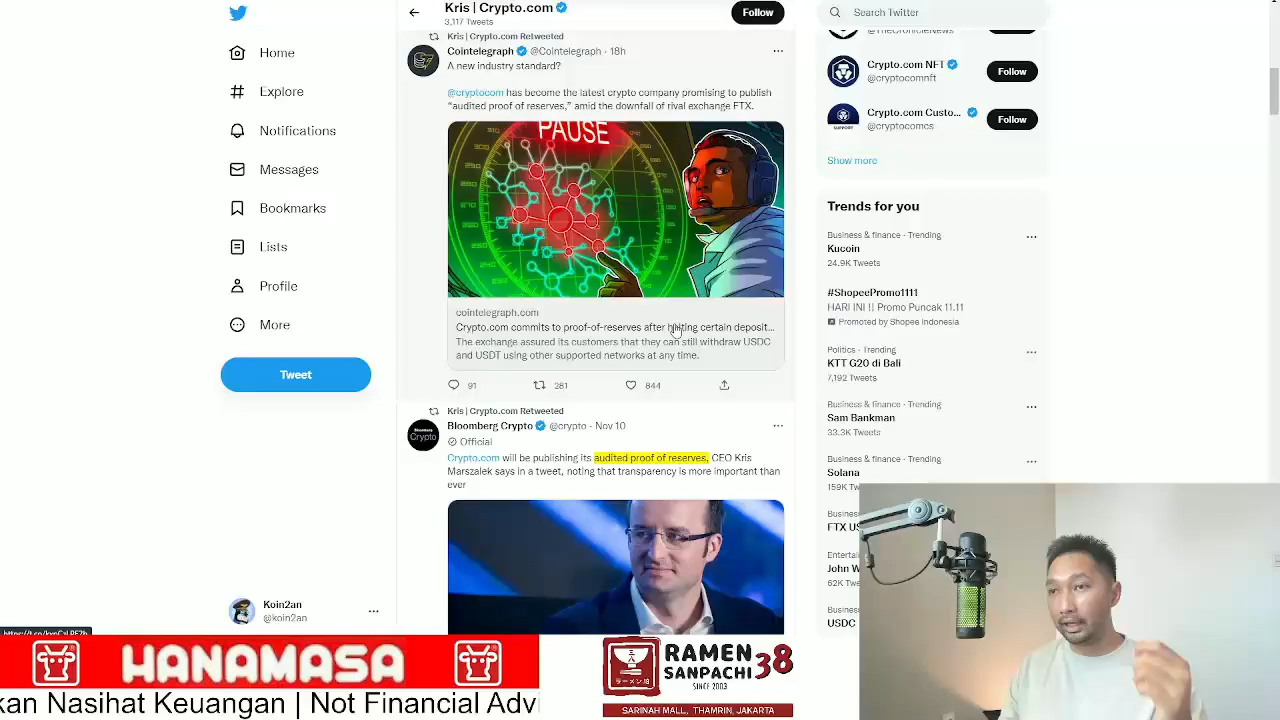 Home
Explore
Notifications
Messages
Bookmarks
Lists
Profile
More
Tweet
Koin2an
@koin2an
Kris | Crypto.com
3,117 Tweets
Follow
Kris | Crypto.com Retweeted
Cointelegraph @Cointelegraph · 18h
A new industry standard?
@cryptocom has become the latest crypto company promising to publish
“audited proof of reserves,” amid the downfall of rival exchange FTX.
PAUSE
cointelegraph.com
Crypto.com commits to proof-of-reserves after hitting certain deposit...
The exchange assured its customers that they can still withdraw USDC
and USDT using other supported networks at any time.
91 281 844
Kris | Crypto.com Retweeted
Bloomberg Crypto @crypto · Nov 10
Official
Bloomberg
Crypto
Crypto.com will be publishing its audited proof of reserves, CEO Kris
Marszalek says in a tweet, noting that transparency is more important than
ever
Search Twitter
@TheChronicleNews
Crypto.com NFT
@cryptocomnft
Follow
Crypto.com Custo...
@cryptocomcs
Follow
SUPPORT
Show more
Trends for you
Business & finance · Trending
Kucoin
24.9K Tweets
#ShopeePromo1111
HARI INI || Promo Puncak 11.11
Promoted by Shopee Indonesia
Politics · Trending
KTT G20 di Bali
7,192 Tweets
Business & finance · Trending
Sam Bankman
33.3K Tweets
Business & finance · Trending
Solana
159K
Busines
FTX US
Entertai
John W
62K Twe
Busines
USDC
HANAMASA
RAMEN
SANPACHI 38
SINCE 2003
SARINAH MALL, THAMRIN, JAKARTA
kan Nasihat Keuangan | Not Financial Advi